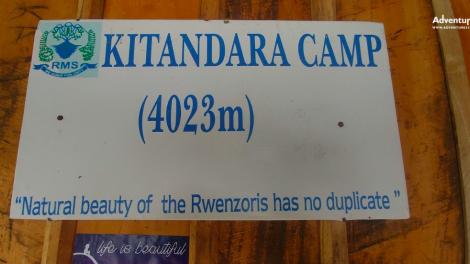 Adventure
RMS
KITANDARA CAMP
(4023m)
"Natural beauty of the Rwenzoris has no duplicate"
life is beautiful